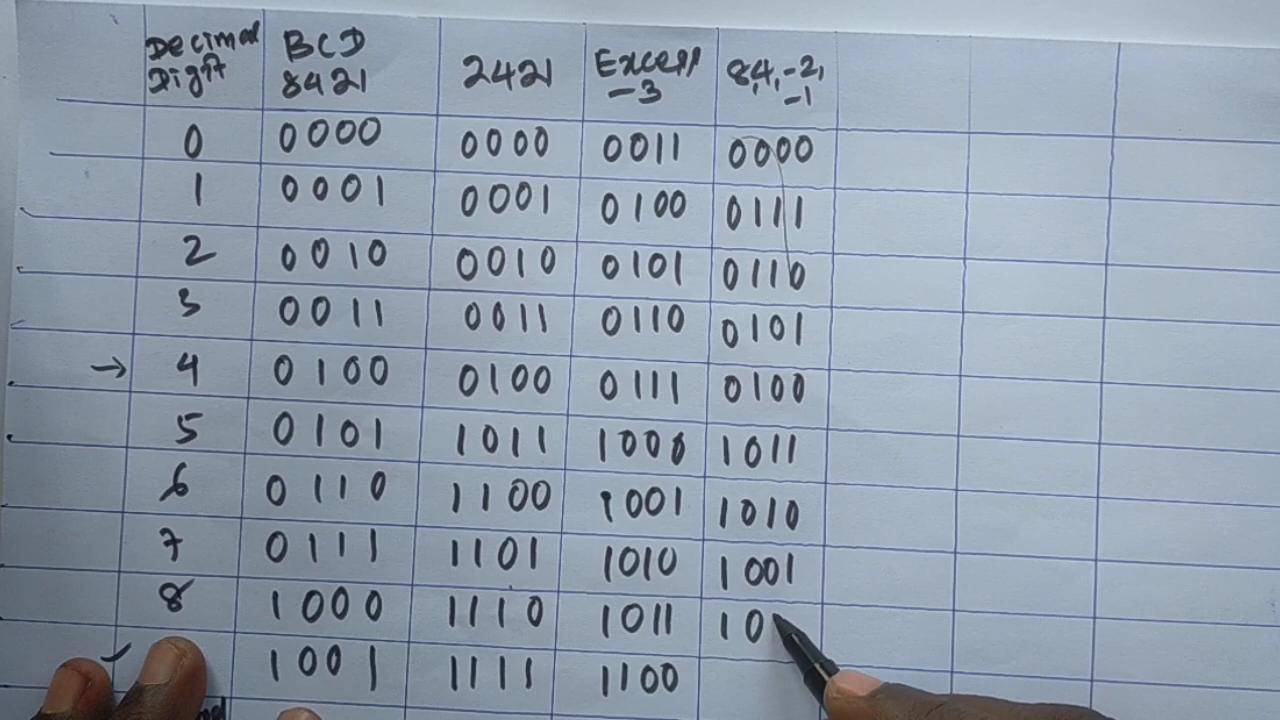 Decimal Digit BCD 8421 2421 Excess -3 8,4,-2,-1
0 0000 0000 0011 0000
1 0001 0001 0100 0111
2 0010 0010 0101 0110
3 0011 0011 0110 0101
→ 4 0100 0100 0111 0100
5 0101 1011 1000 1011
6 0110 1100 1001 1010
7 0111 1101 1010 1001
8 1000 1110 1011 10
1001 1111 1100